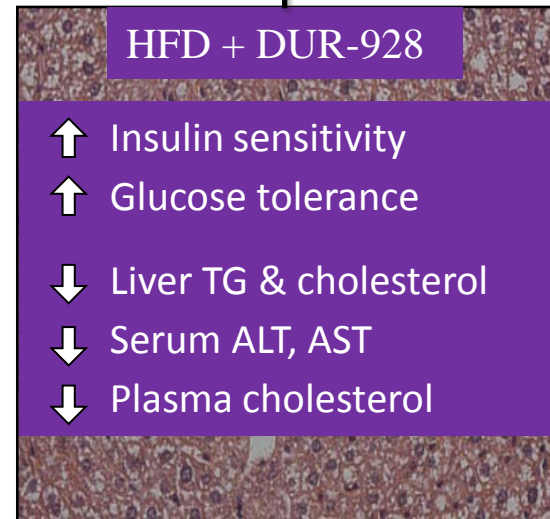 HFD + DUR-928
⇧ Insulin sensitivity
⇧ Glucose tolerance
⇩ Liver TG & cholesterol
⇩ Serum ALT, AST
⇩ Plasma cholesterol